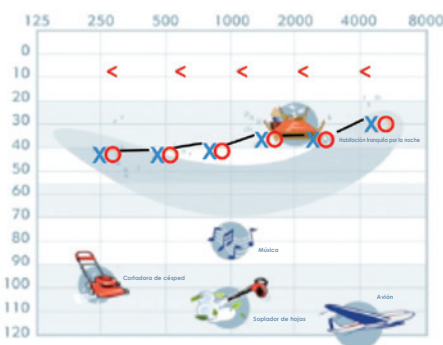 125 250 500 1000 2000 4000 8000
0
10 < < < < <
20
30
40 Habitación tranquila por la noche
50
60
70
80
Música
90
Cortadora de césped
100
Avión
110
Soplador de hojas
120
X O X O X O X O X O X O